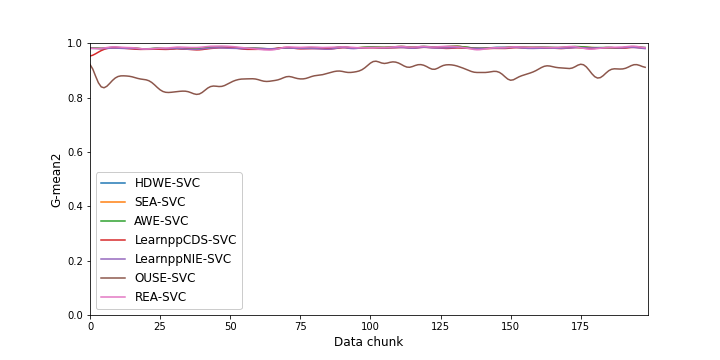 1.0
0.8
0.6
0.4
0.2
0.0
G-mean2
HDWE-SVC
SEA-SVC
AWE-SVC
LearnppCDS-SVC
LearnppNIE-SVC
OUSE-SVC
REA-SVC
0 25 50 75 100 125 150 175
Data chunk